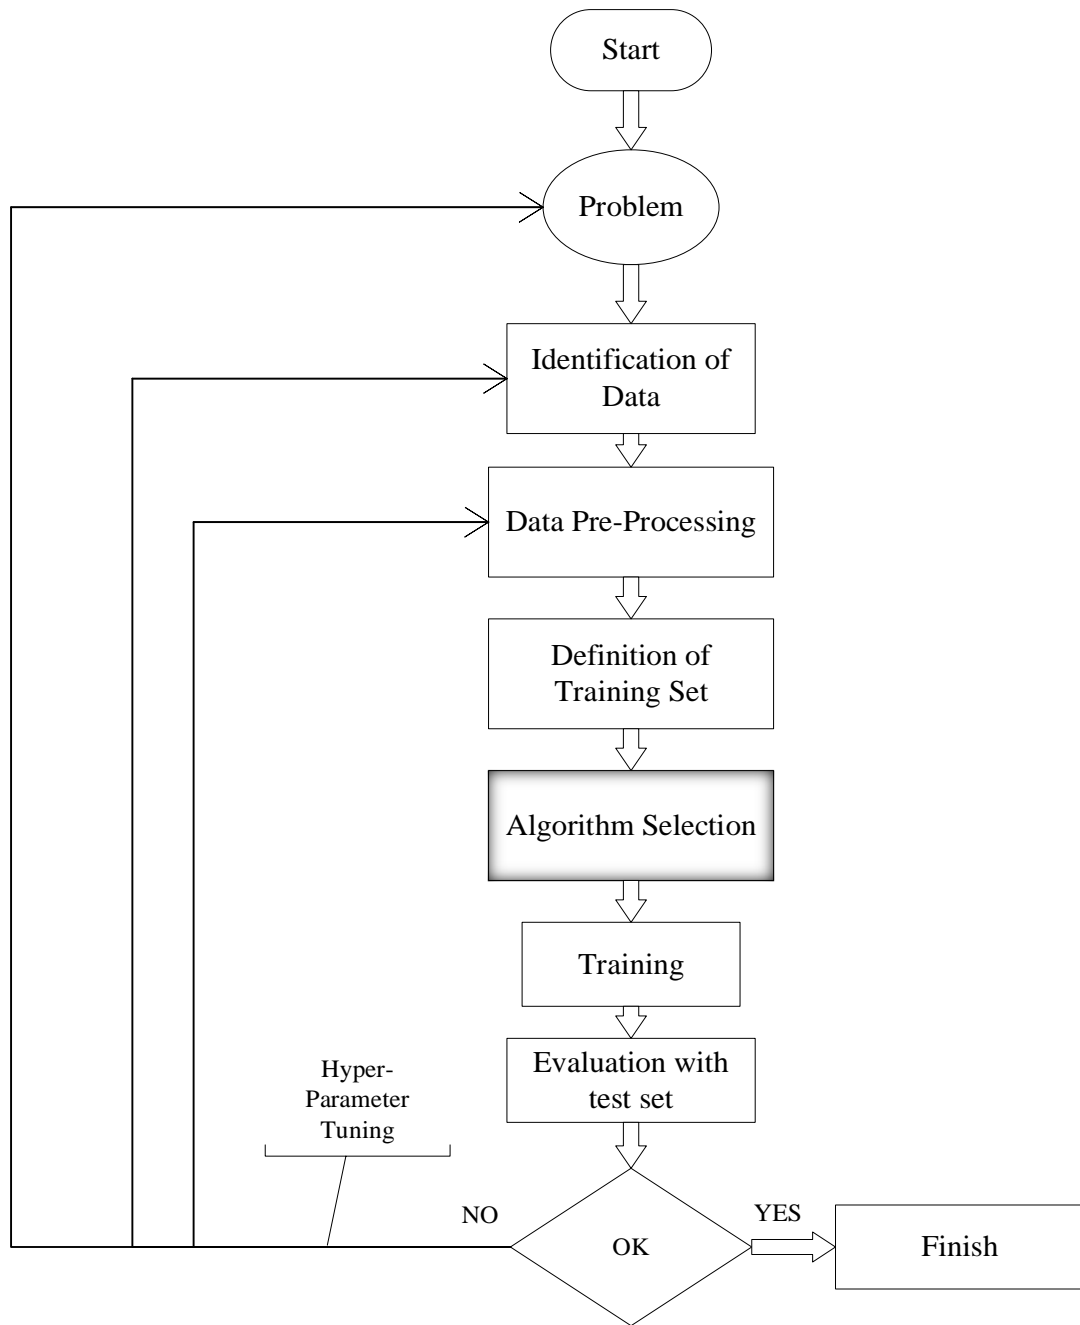 Start
Problem
Identification of
Data
Data Pre-Processing
Definition of
Training Set
Algorithm Selection
Training
Evaluation with
test set
Hyper-
Parameter
Tuning
NO
OK
YES
Finish